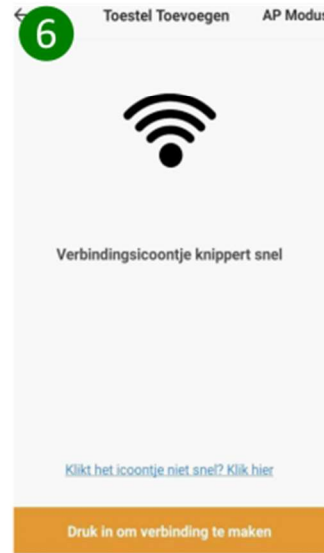 6
Toestel Toevoegen AP Modus
Verbindingsicoontje knippert snel
Klikt het icoontje niet snel? Klik hier
Druk in om verbinding te maken